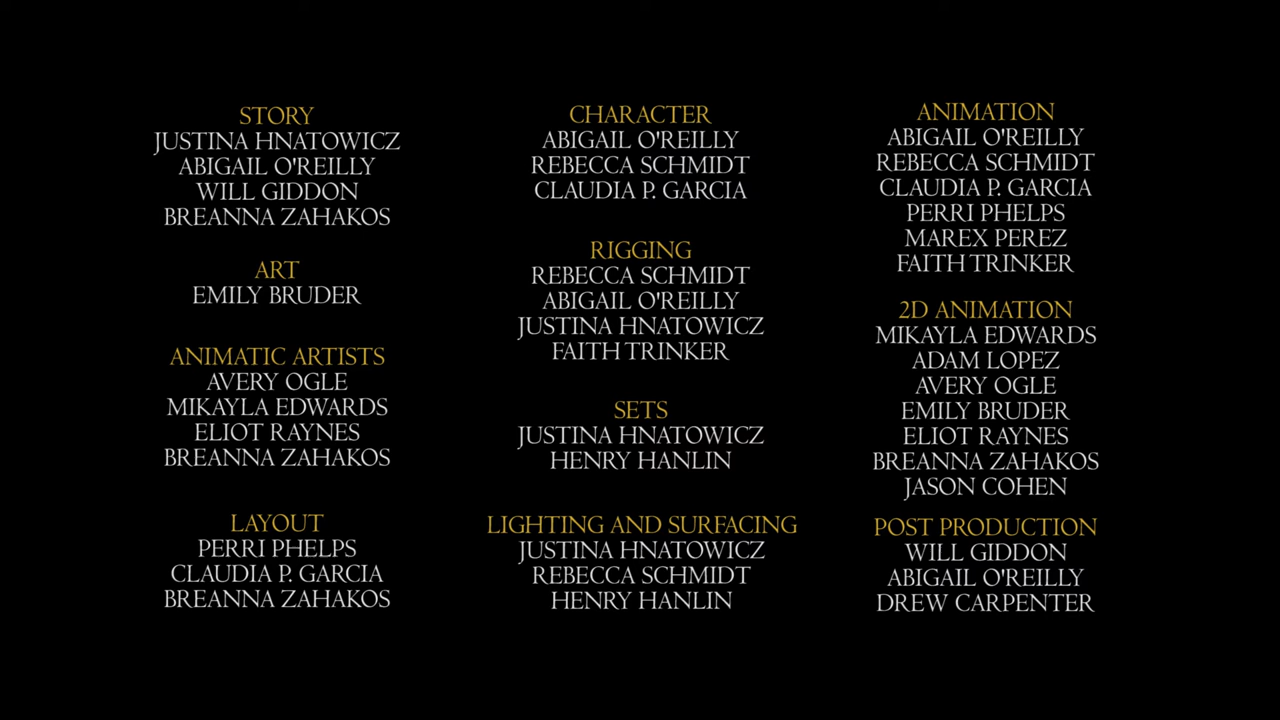 STORY
JUSTINA HNATOWICZ
ABIGAIL O'REILLY
WILL GIDDON
BREANNA ZAHAKOS
ART
EMILY BRUDER
ANIMATIC ARTISTS
AVERY OGLE
MIKAYLA EDWARDS
ELIOT RAYNES
BREANNA ZAHAKOS
LAYOUT
PERRI PHELPS
CLAUDIA P. GARCIA
BREANNA ZAHAKOS
CHARACTER
ABIGAIL O'REILLY
REBECCA SCHMIDT
CLAUDIA P. GARCIA
RIGGING
REBECCA SCHMIDT
ABIGAIL O'REILLY
JUSTINA HNATOWICZ
FAITH TRINKER
SETS
JUSTINA HNATOWICZ
HENRY HANLIN
LIGHTING AND SURFACING
JUSTINA HNATOWICZ
REBECCA SCHMIDT
HENRY HANLIN
ANIMATION
ABIGAIL O'REILLY
REBECCA SCHMIDT
CLAUDIA P. GARCIA
PERRI PHELPS
MAREX PEREZ
FAITH TRINKER
2D ANIMATION
MIKAYLA EDWARDS
ADAM LOPEZ
AVERY OGLE
EMILY BRUDER
ELIOT RAYNES
BREANNA ZAHAKOS
JASON COHEN
POST PRODUCTION
WILL GIDDON
ABIGAIL O'REILLY
DREW CARPENTER